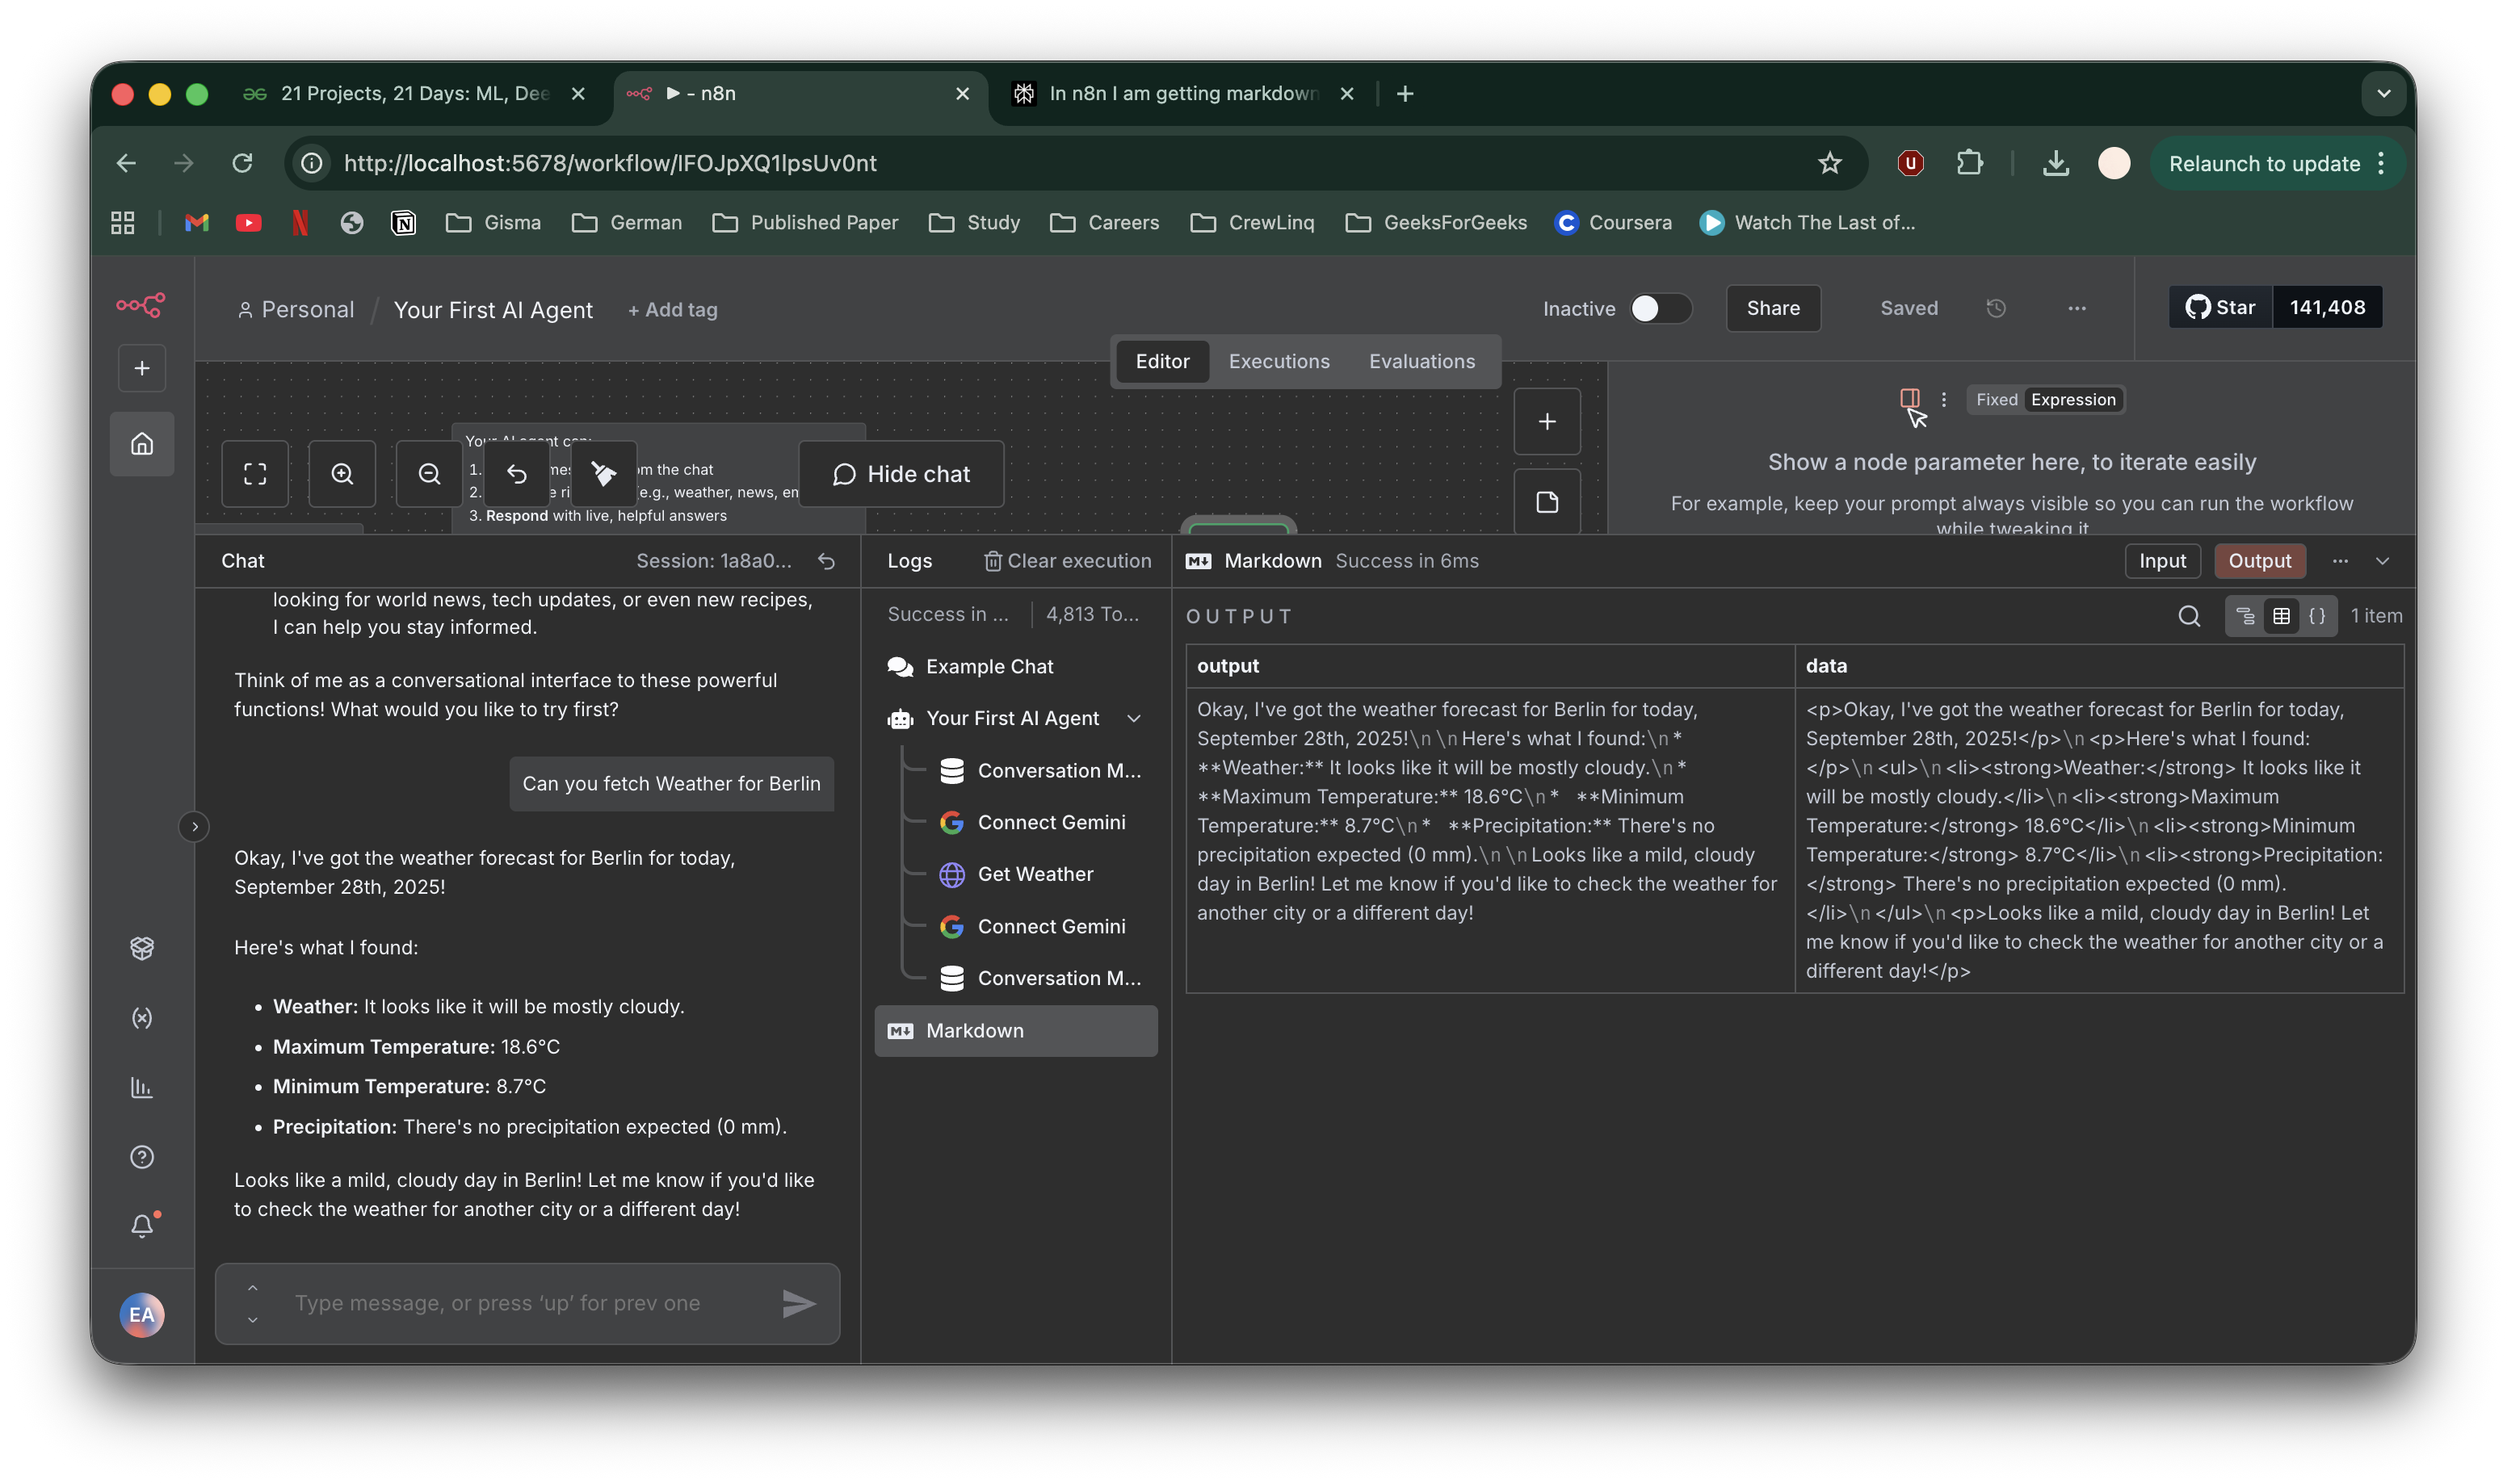 21 Projects, 21 Days: ML, Dee
▶ - n8n
In n8n I am getting markdown
http://localhost:5678/workflow/IFOJpXQ1lpsUv0nt
Relaunch to update
Gisma
German
Published Paper
Study
Careers
CrewLinq
GeeksForGeeks
Coursera
Watch The Last of...
Personal / Your First AI Agent
+ Add tag
Inactive
Share
Saved
Star
141,408
Editor
Executions
Evaluations
Fixed
Expression
Show a node parameter here, to iterate easily
For example, keep your prompt always visible so you can run the workflow
while tweaking it
1.
om the chat
2.
(e.g., weather, news, en
3. Respond with live, helpful answers
Hide chat
Chat
Session: 1a8a0...
looking for world news, tech updates, or even new recipes,
I can help you stay informed.
Think of me as a conversational interface to these powerful
functions! What would you like to try first?
Can you fetch Weather for Berlin
Okay, I've got the weather forecast for Berlin for today,
September 28th, 2025!
Here's what I found:
• Weather: It looks like it will be mostly cloudy.
• Maximum Temperature: 18.6°C
• Minimum Temperature: 8.7°C
• Precipitation: There's no precipitation expected (0 mm).
Looks like a mild, cloudy day in Berlin! Let me know if you'd like
to check the weather for another city or a different day!
Type message, or press ‘up’ for prev one
EA
Logs
Clear execution
Success in ...
4,813 To...
Example Chat
Your First AI Agent
Conversation M...
Connect Gemini
Get Weather
Connect Gemini
Conversation M...
Markdown
Markdown
Success in 6ms
Input
Output
OUTPUT
1 item
output
Okay, I've got the weather forecast for Berlin for today,
September 28th, 2025!\n \n Here's what I found:\n *
**Weather:** It looks like it will be mostly cloudy.\n *
**Maximum Temperature:** 18.6°C\n * **Minimum
Temperature:** 8.7°C\n * **Precipitation:** There's no
precipitation expected (0 mm).\n \n Looks like a mild, cloudy
day in Berlin! Let me know if you'd like to check the weather for
another city or a different day!
data
<p>Okay, I've got the weather forecast for Berlin for today,
September 28th, 2025!</p>\n <p>Here's what I found:
</p>\n <ul>\n <li><strong>Weather:</strong> It looks like it
will be mostly cloudy.</li>\n <li><strong>Maximum
Temperature:</strong> 18.6°C</li>\n <li><strong>Minimum
Temperature:</strong> 8.7°C</li>\n <li><strong>Precipitation:
</strong> There's no precipitation expected (0 mm).
</li>\n </ul>\n <p>Looks like a mild, cloudy day in Berlin! Let
me know if you'd like to check the weather for another city or a
different day!</p>